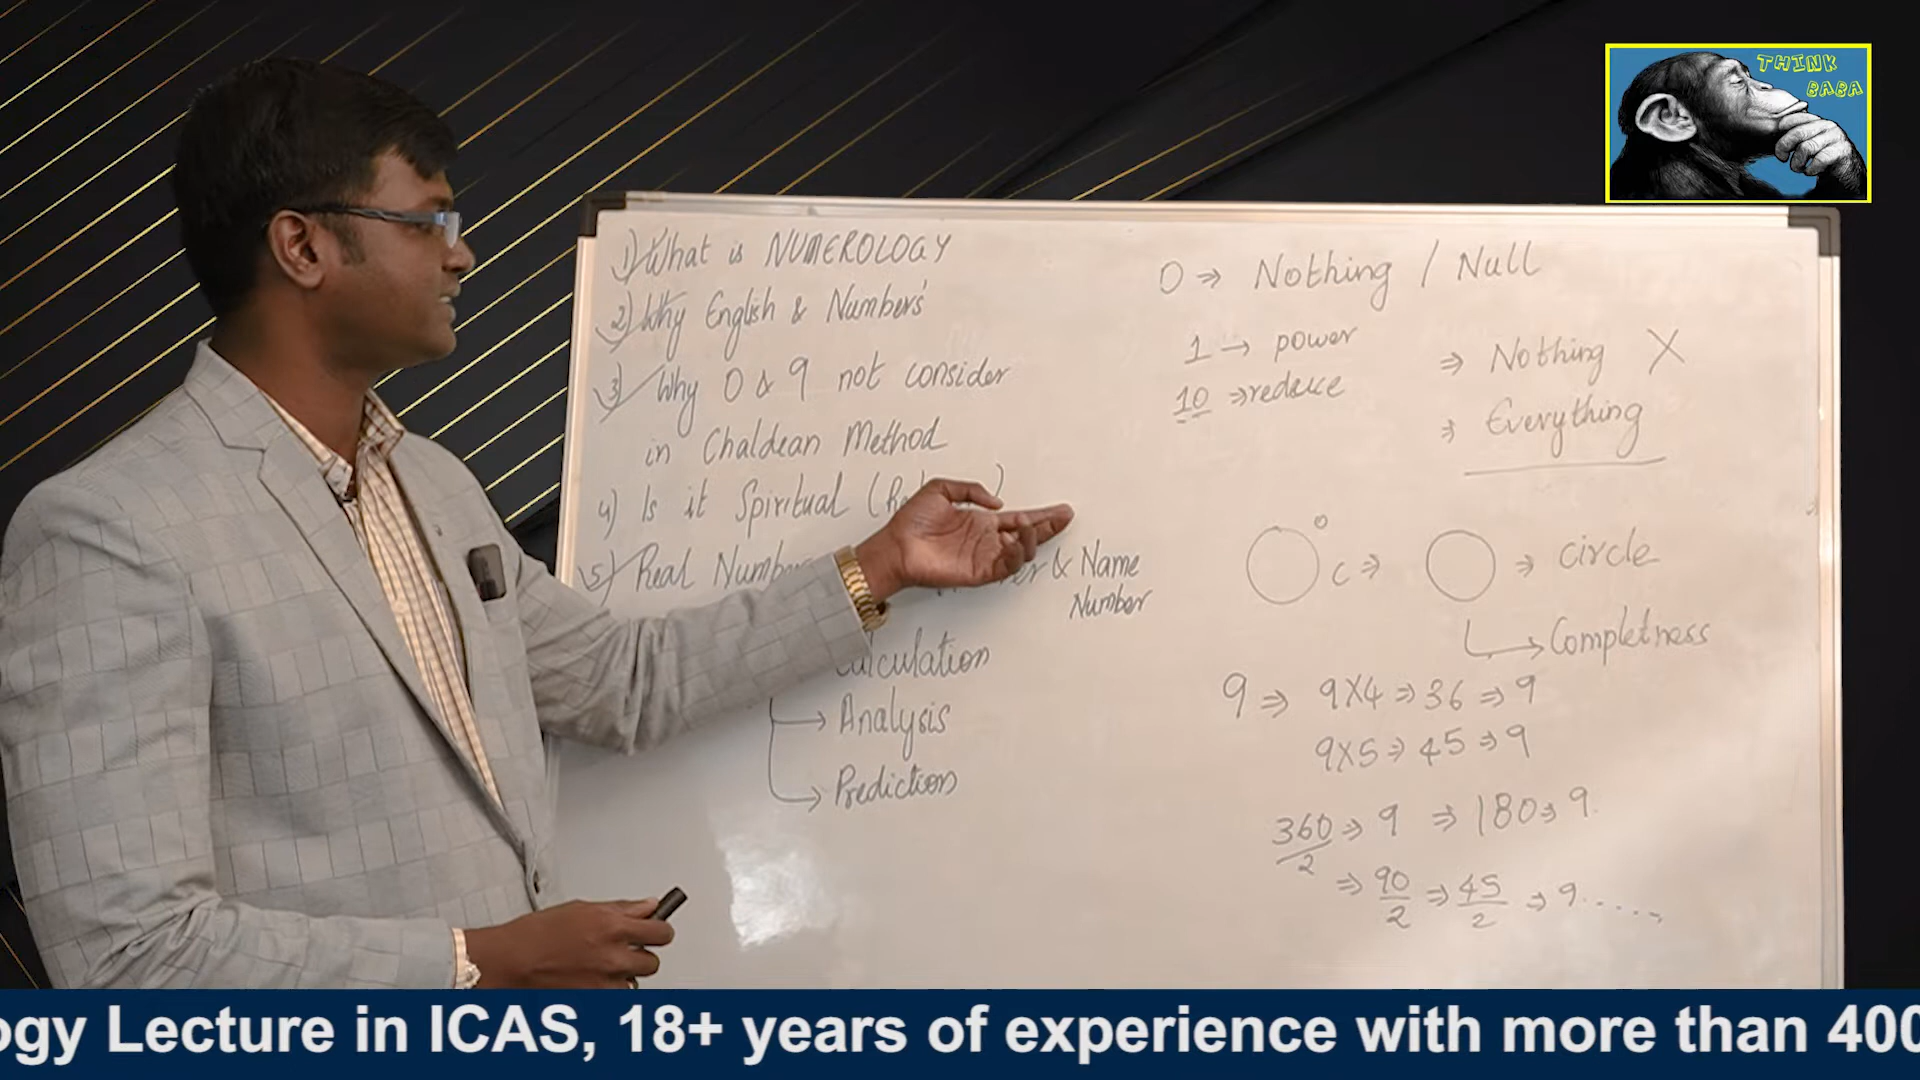 THINK
BABA
1) What is NUMEROLOGY
2) Why English & Numbers'
3) Why 0 & 9 not consider
in Chaldean Method
4) Is it Spiritual
5) Real & Name
Number
Calculation
Analysis
Prediction
0 ⇒ Nothing / Null
1 → power
10 ⇒ reduce
⇒ Nothing X
⇒ Everything
○ ⁰ C ⇒ ○ ⇒ circle
Completness
9 ⇒ 9X4 ⇒ 36 ⇒ 9
9X5 ⇒ 45 ⇒ 9
360/2 ⇒ 9 ⇒ 180 ⇒ 9
⇒ 90/2 ⇒ 45/2 ⇒ 9.....
ogy Lecture in ICAS, 18+ years of experience with more than 400